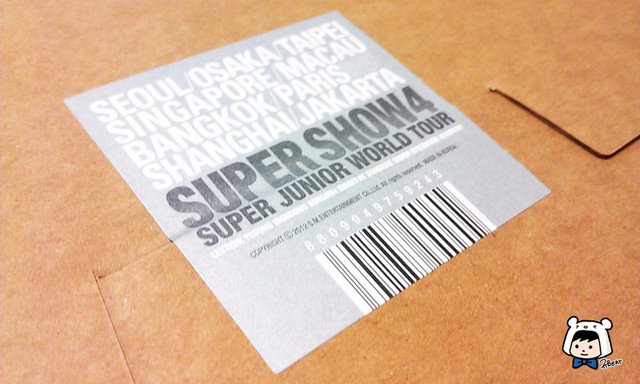 SEOUL/OSAKA/TAIPEI
SINGAPORE/MACAU
BANGKOK/PARIS
SHANGHAI/JAKARTA
SUPER SHOW4
SUPER JUNIOR WORLD TOUR
COPYRIGHT ⓒ 2012 S.M.ENTERTAINMENT Co.,Ltd. All rights reserved. MADE IN KOREA.
8809049759243